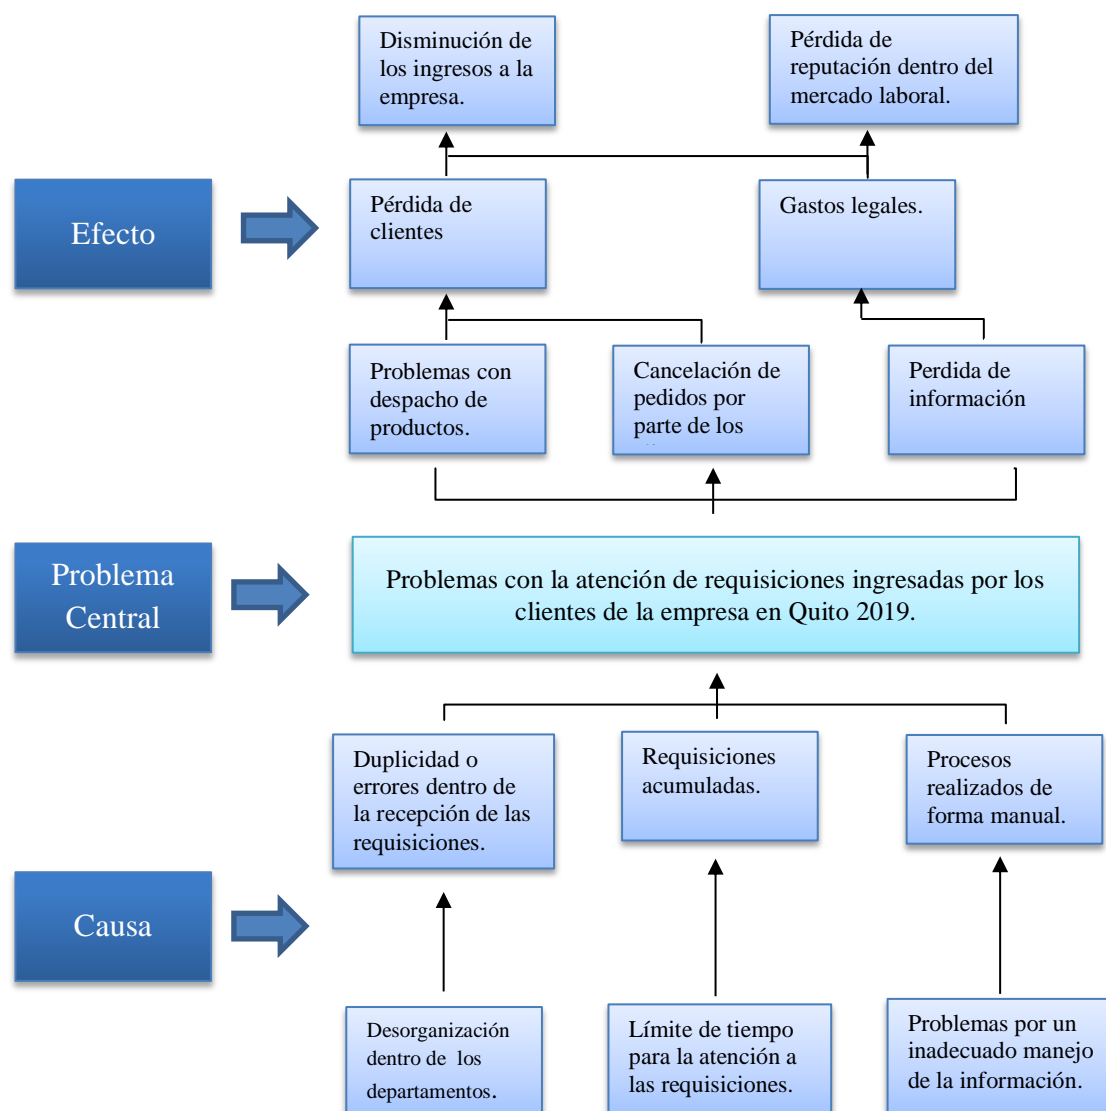 Disminución de
los ingresos a la
empresa.
Pérdida de
reputación dentro del
mercado laboral.
Efecto
Pérdida de
clientes
Gastos legales.
Problemas con
despacho de
productos.
Cancelación de
pedidos por
parte de los
Perdida de
información
Problema
Central
Problemas con la atención de requisiciones ingresadas por los
clientes de la empresa en Quito 2019.
Duplicidad o
errores dentro de
la recepción de las
requisiciones.
Requisiciones
acumuladas.
Procesos
realizados de
forma manual.
Causa
Desorganización
dentro de los
departamentos.
Límite de tiempo
para la atención a
las requisiciones.
Problemas por un
inadecuado manejo
de la información.